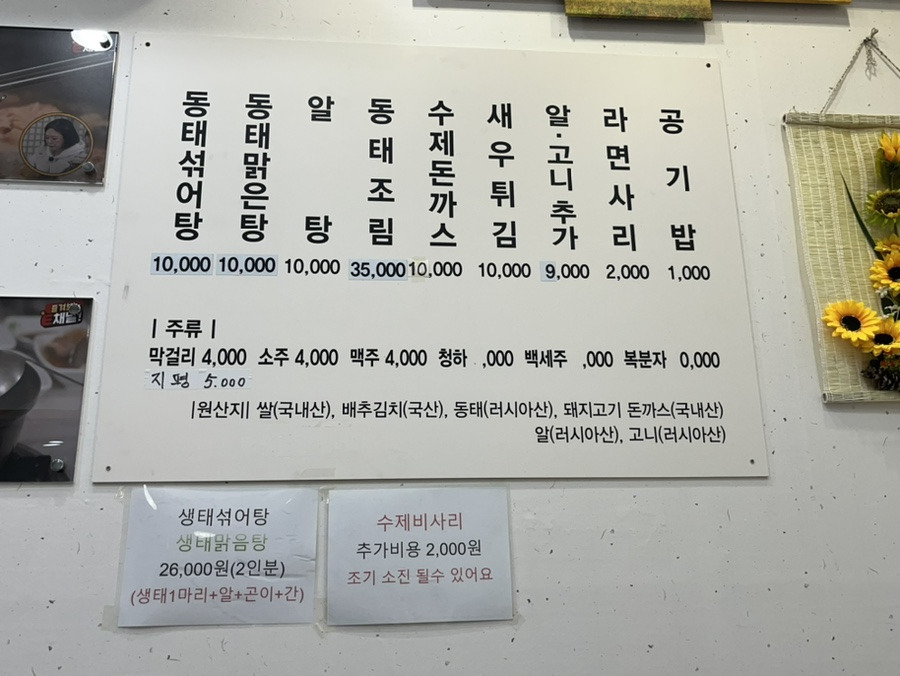 동태섞어탕 10,000
동태맑은탕 10,000
알탕 10,000
동태조림 35,000
수제돈까스 10,000
새우튀김 10,000
알·고니추가 9,000
라면사리 2,000
공기밥 1,000
| 주류 |
막걸리 4,000 소주 4,000 맥주 4,000 청하 ,000 백세주 ,000 복분자 0,000
지평 5.000
|원산지| 쌀(국내산), 배추김치(국산), 동태(러시아산), 돼지고기 돈까스(국내산)
알(러시아산), 고니(러시아산)
생태섞어탕
생태맑음탕
26,000원(2인분)
(생태1마리+알+곤이+간)
수제비사리
추가비용 2,000원
조기 소진 될수 있어요